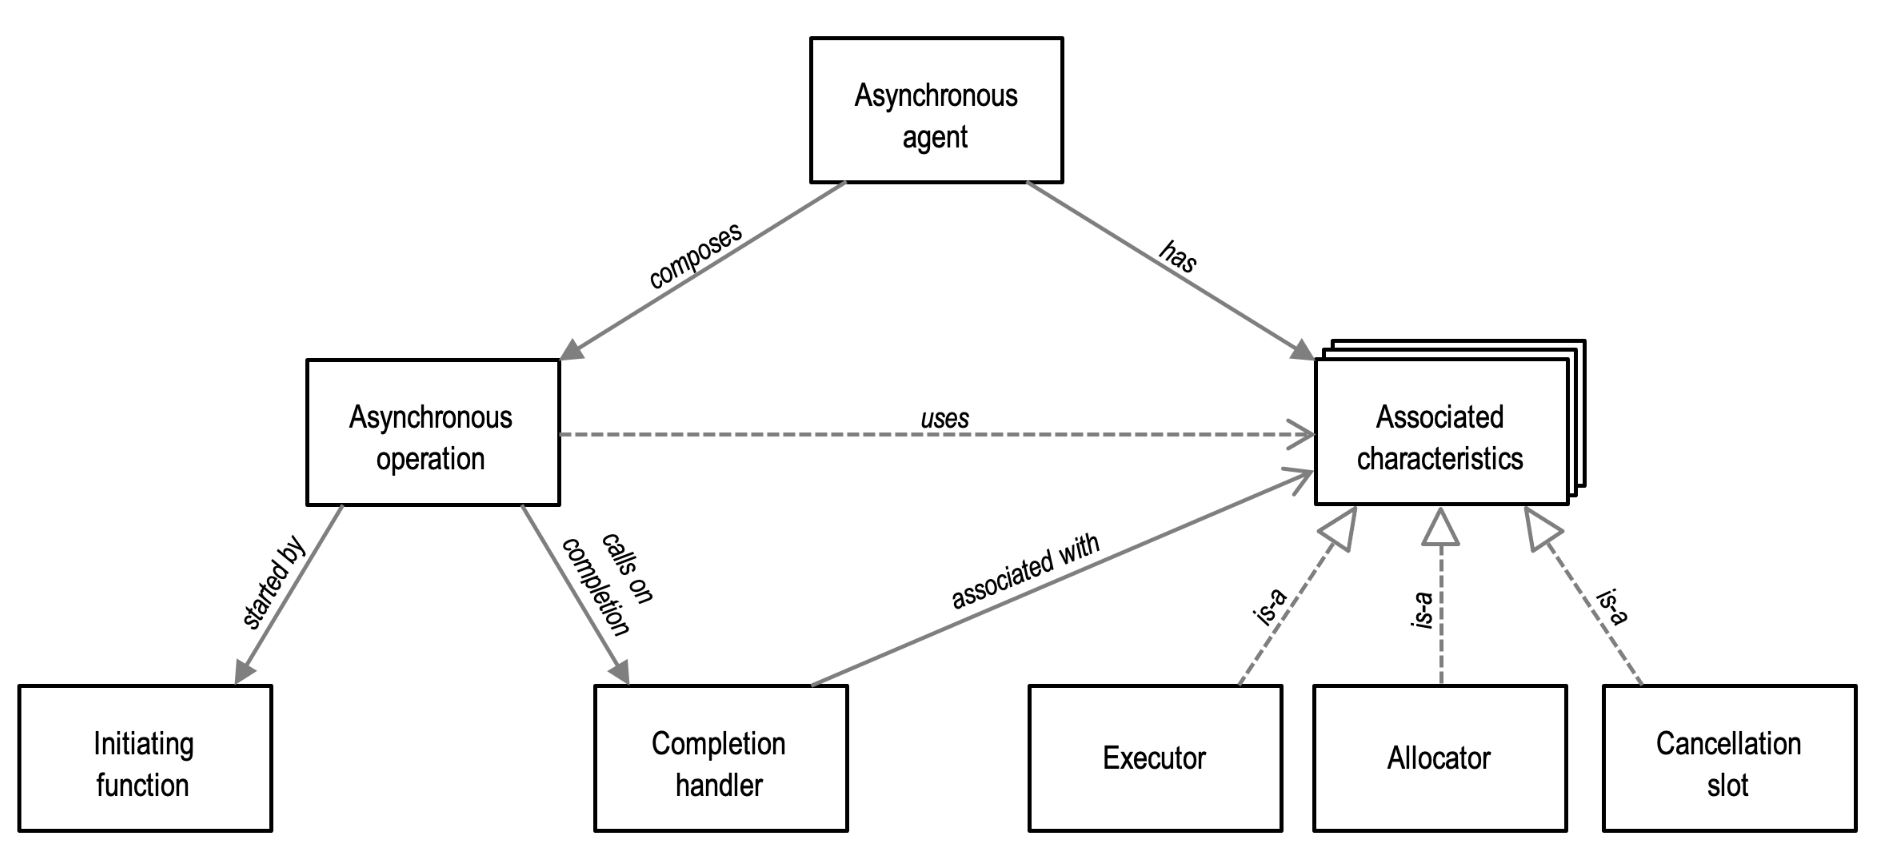 Asynchronous
agent
composes
has
Asynchronous
operation
uses
Associated
characteristics
started by
calls on
completion
associated with
is-a
is-a
is-a
Initiating
function
Completion
handler
Executor
Allocator
Cancellation
slot